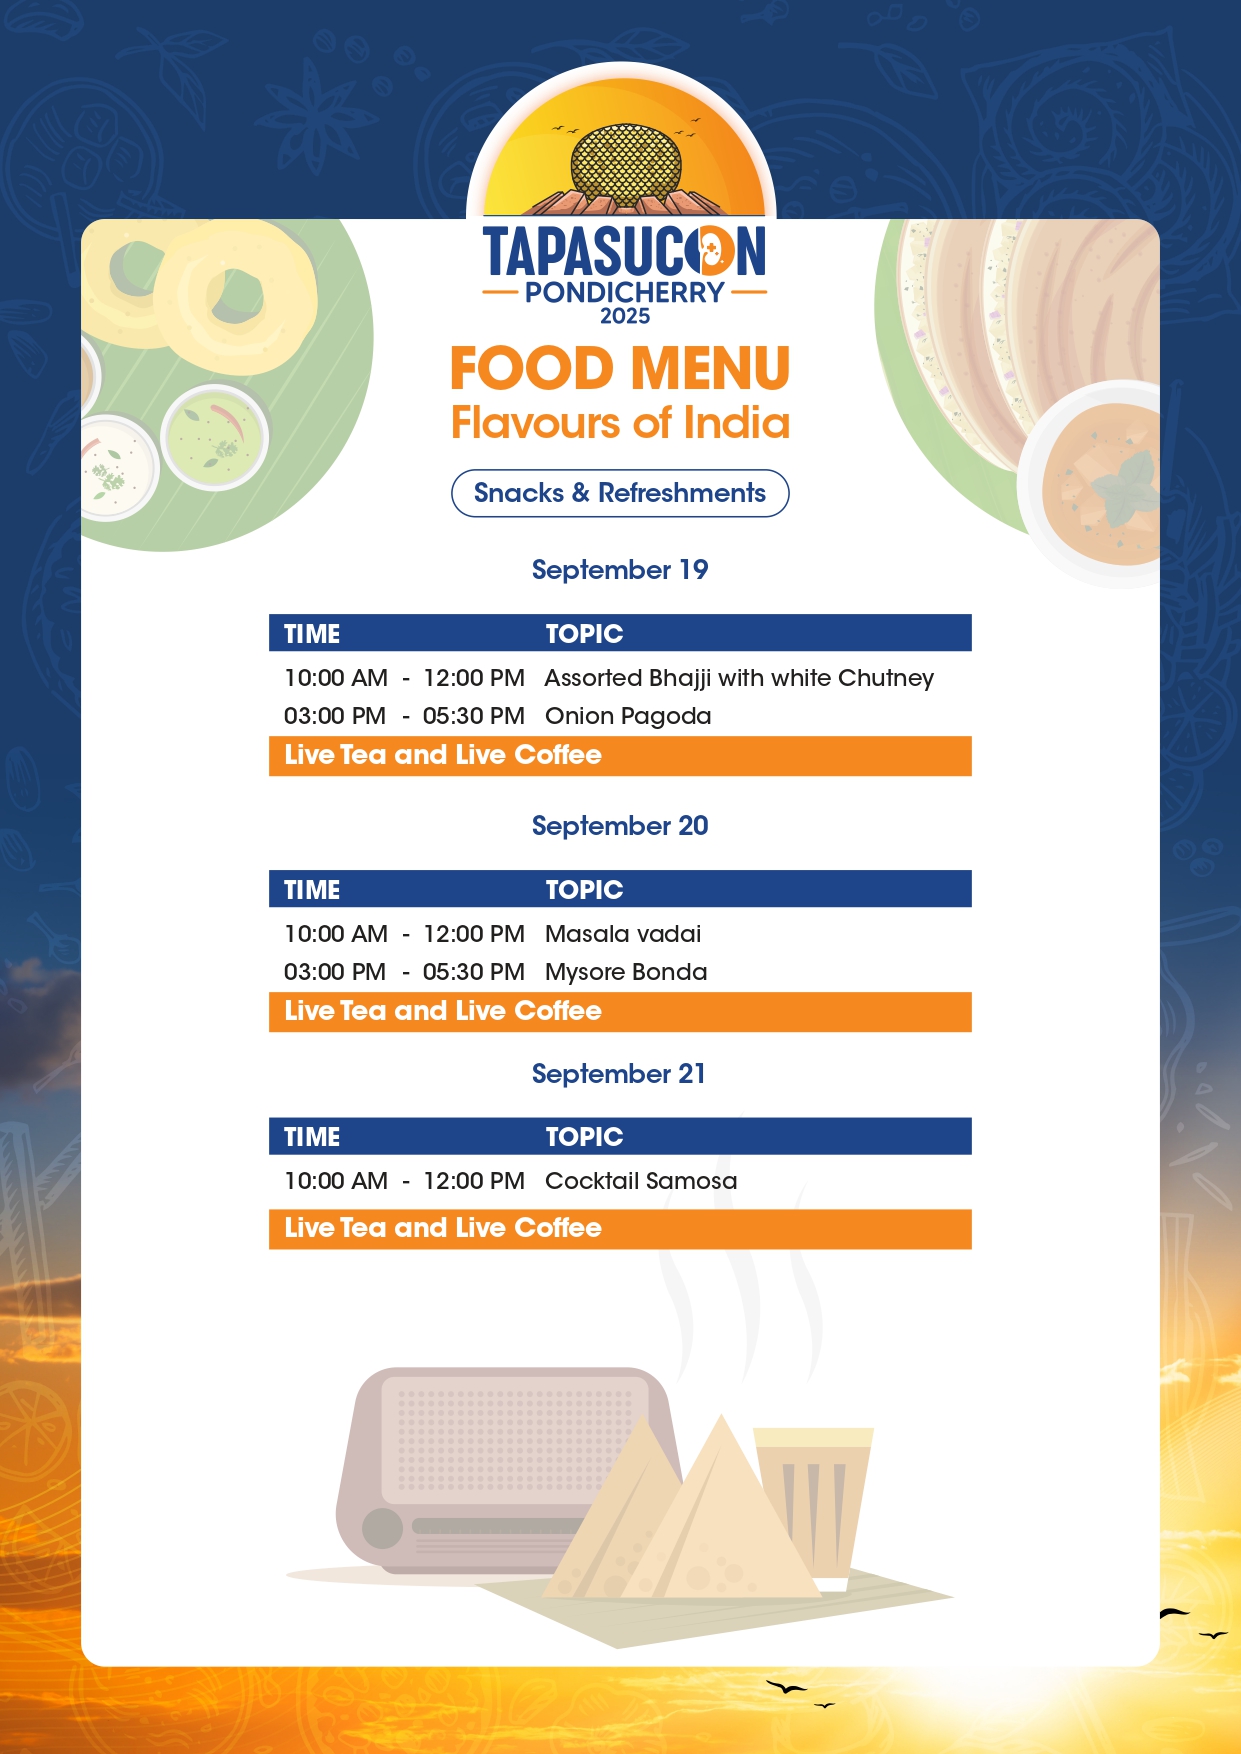 TAPASUCON
PONDICHERRY
2025
FOOD MENU
Flavours of India
Snacks & Refreshments
September 19
TIME TOPIC
10:00 AM - 12:00 PM Assorted Bhajji with white Chutney
03:00 PM - 05:30 PM Onion Pagoda
Live Tea and Live Coffee
September 20
TIME TOPIC
10:00 AM - 12:00 PM Masala vadai
03:00 PM - 05:30 PM Mysore Bonda
Live Tea and Live Coffee
September 21
TIME TOPIC
10:00 AM - 12:00 PM Cocktail Samosa
Live Tea and Live Coffee